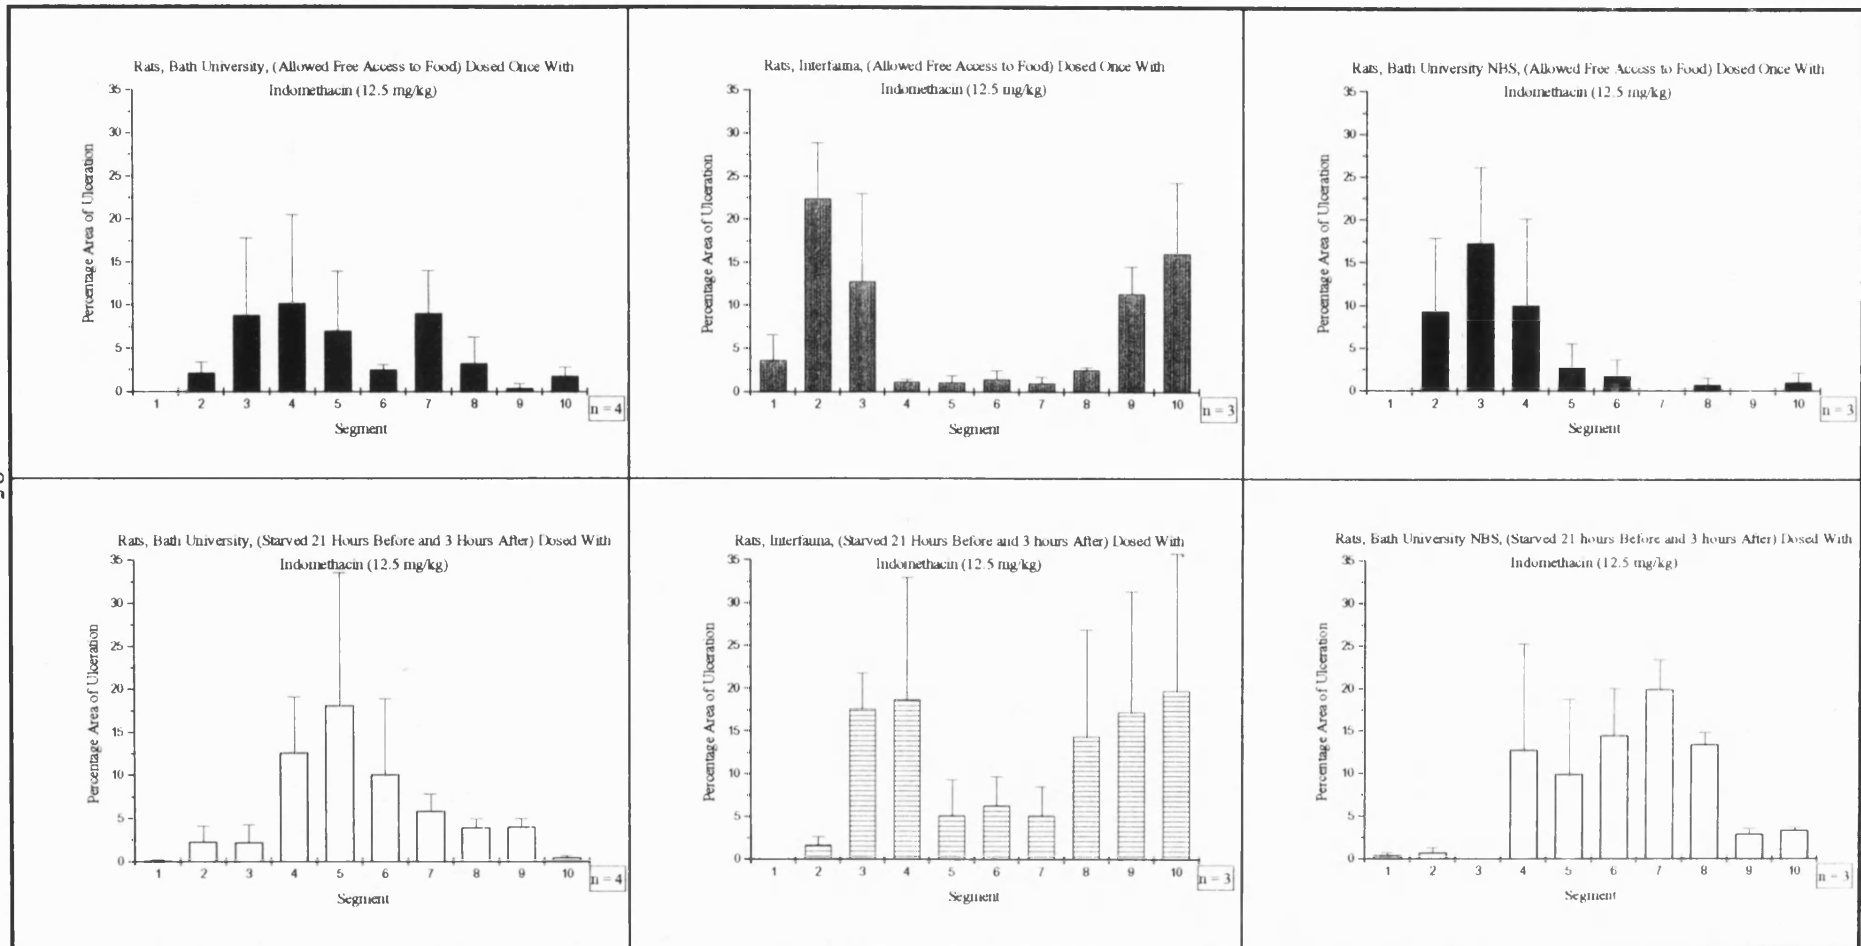 Rats, Bath University, (Allowed Free Access to Food) Dosed Once With
Indomethacin (12.5 mg/kg)
35
30
25
20
15
10
5
0
Percentage Area of Ulceration
1 2 3 4 5 6 7 8 9 10
n = 4
Segment
Rats, Interfauna, (Allowed Free Access to Food) Dosed Once With
Indomethacin (12.5 mg/kg)
35
30
25
20
15
10
5
0
Percentage Area of Ulceration
1 2 3 4 5 6 7 8 9 10
n = 3
Segment
Rats, Bath University NBS, (Allowed Free Access to Food) Dosed Once With
Indomethacin (12.5 mg/kg)
35
30
25
20
15
10
5
0
Percentage Area of Ulceration
1 2 3 4 5 6 7 8 9 10
n = 3
Segment
Rats, Bath University, (Starved 21 Hours Before and 3 Hours After) Dosed With
Indomethacin (12.5 mg/kg)
35
30
25
20
15
10
5
0
Percentage Area of Ulceration
1 2 3 4 5 6 7 8 9 10
n = 4
Segment
Rats, Interfauna, (Starved 21 Hours Before and 3 hours After) Dosed With
Indomethacin (12.5 mg/kg)
35
30
25
20
15
10
5
0
Percentage Area of Ulceration
1 2 3 4 5 6 7 8 9 10
n = 3
Segment
Rats, Bath University NBS, (Starved 21 hours Before and 3 hours After) Dosed With
Indomethacin (12.5 mg/kg)
35
30
25
20
15
10
5
0
Percentage Area of Ulceration
1 2 3 4 5 6 7 8 9 10
n = 3
Segment